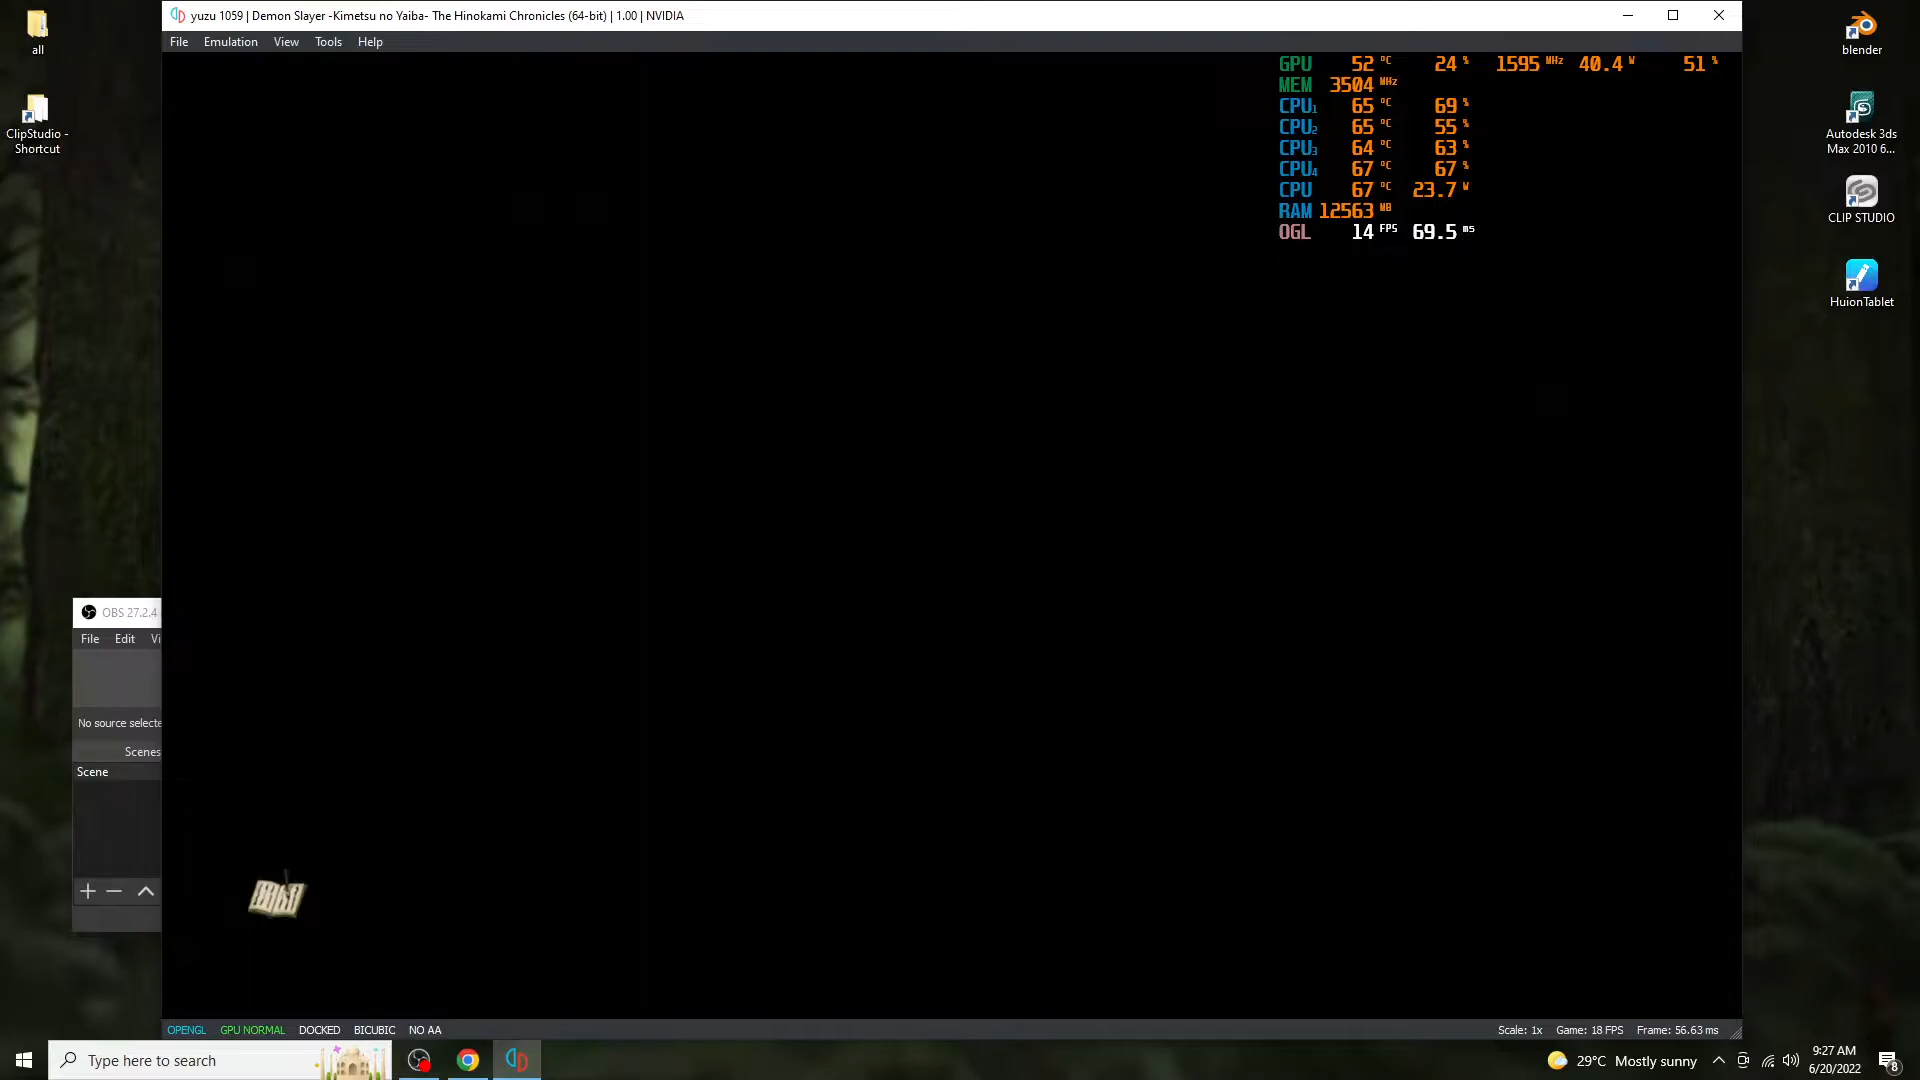 all
ClipStudio -
Shortcut
yuzu 1059 | Demon Slayer -Kimetsu no Yaiba- The Hinokami Chronicles (64-bit) | 1.00 | NVIDIA
File Emulation View Tools Help
GPU 52 °C 24 % 1595 MHz 40.4 W 51 %
MEM 3504 MHz
CPU1 65 °C 69 %
CPU2 65 °C 55 %
CPU3 64 °C 63 %
CPU4 67 °C 67 %
CPU 67 °C 23.7 W
RAM 12563 MB
OGL 14 FPS 69.5 ms
blender
Autodesk 3ds
Max 2010 6...
CLIP STUDIO
HuionTablet
OBS 27.2.4
File Edit Vi
No source selecte
Scenes
Scene
OPENGL GPU NORMAL DOCKED BICUBIC NO AA Scale: 1x Game: 18 FPS Frame: 56.63 ms
Type here to search
29°C Mostly sunny
9:27 AM
6/20/2022
8